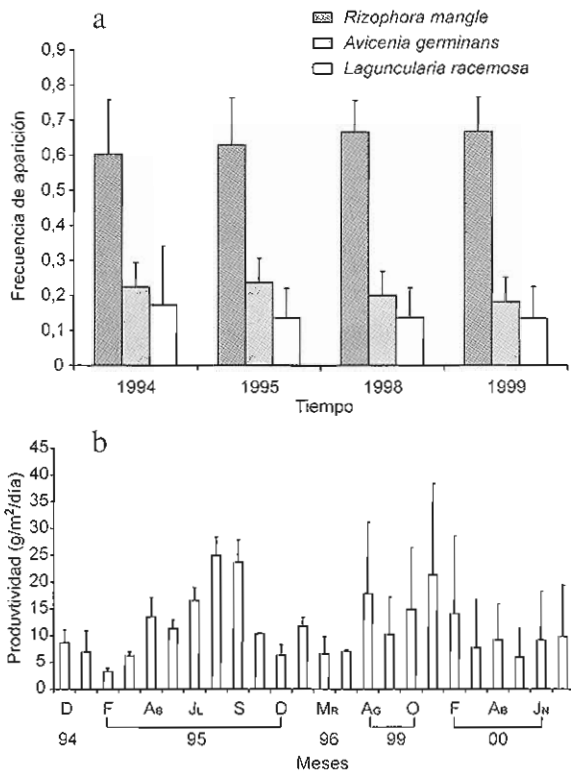 a
Rizophora mangle
Avicenia germinans
Laguncularia racemosa
Frecuencia de aparición
0,9
0,8
0,7
0,6
0,5
0,4
0,3
0,2
0,1
0
1994 1995 1998 1999
Tiempo
b
Produvtividad (g/m²/día)
45
40
35
30
25
20
15
10
5
0
D F AB JL S D MR AG O F AB JN
94 95 96 99 00
Meses